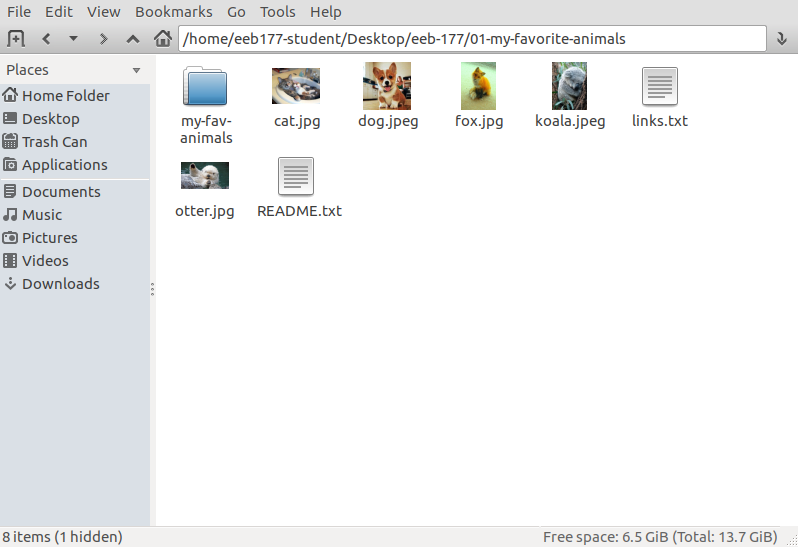 File Edit View Bookmarks Go Tools Help
/home/eeb177-student/Desktop/eeb-177/01-my-favorite-animals
Places
Home Folder
Desktop
Trash Can
Applications
Documents
Music
Pictures
Videos
Downloads
my-fav-
animals
cat.jpg
dog.jpeg
fox.jpg
koala.jpeg
links.txt
otter.jpg
README.txt
8 items (1 hidden)
Free space: 6.5 GiB (Total: 13.7 GiB)